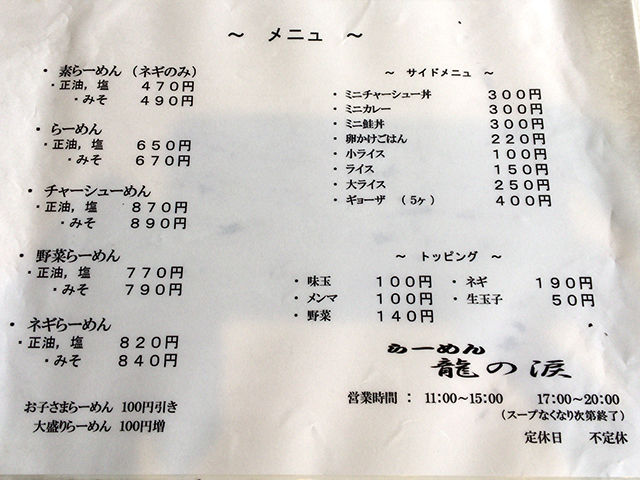 ～ メニュ ～
・ 素らーめん （ネギのみ）
・正油，塩 ４７０円
・みそ ４９０円
・ らーめん
・正油，塩 ６５０円
・みそ ６７０円
・ チャーシューめん
・正油，塩 ８７０円
・みそ ８９０円
・ 野菜らーめん
・正油，塩 ７７０円
・みそ ７９０円
・ ネギらーめん
・正油，塩 ８２０円
・みそ ８４０円
お子さまらーめん 100円引き
大盛りらーめん 100円増
～ サイドメニュ ～
・ ミニチャーシュー丼 ３００円
・ ミニカレー ３００円
・ ミニ鮭丼 ３００円
・ 卵かけごはん ２２０円
・ 小ライス １００円
・ ライス １５０円
・ 大ライス ２５０円
・ ギョーザ （５ヶ） ４００円
～ トッピング ～
・ 味玉 １００円 ・ ネギ １９０円
・ メンマ １００円 ・ 生玉子 ５０円
・ 野菜 １４０円
らーめん
龍の涙
営業時間 ： 11:00～15:00 17:00～20:00
（スープなくなり次第終了）
定休日 不定休